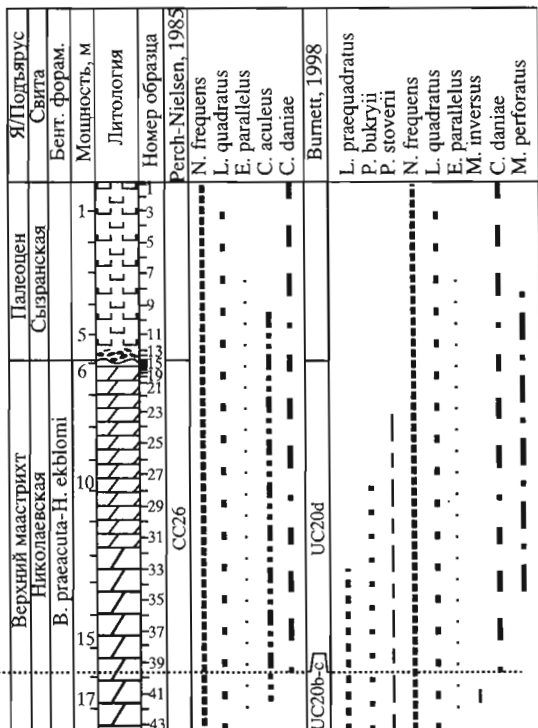 Я/Подъярус
Свита
Бент. форам.
Мощность, м
Литология
Номер образца
Perch-Nielsen, 1985
N. frequens
L. quadratus
E. parallelus
C. aculeus
C. daniae
Burnett, 1998
L. praequadratus
P. bukryii
P. stoverii
N. frequens
L. quadratus
E. parallelus
M. inversus
C. daniae
M. perforatus
Палеоцен
Сызранская
Верхний маастрихт
Николаевская
B. praeacuta-H. ekblomi
1
5
6
10
15
17
1
3
5
7
9
11
13
15
19
21
23
25
27
29
31
33
35
37
39
41
43
CC26
UC20d
UC20b-c